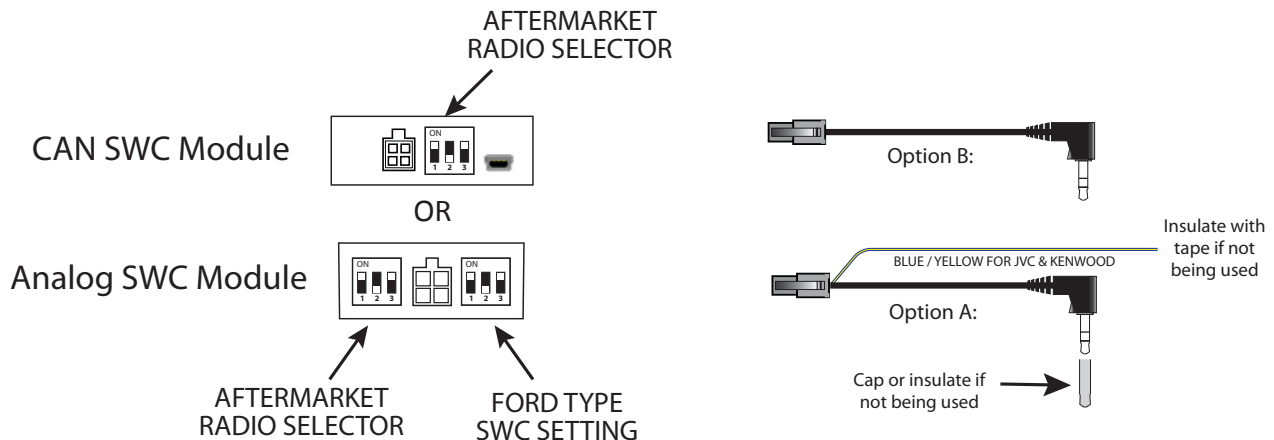 AFTERMARKET
RADIO SELECTOR
CAN SWC Module
ON
1 2 3
OR
Analog SWC Module
ON
1 2 3
ON
1 2 3
AFTERMARKET
RADIO SELECTOR
FORD TYPE
SWC SETTING
Option B:
Insulate with
tape if not
being used
BLUE / YELLOW FOR JVC & KENWOOD
Option A:
Cap or insulate if
not being used